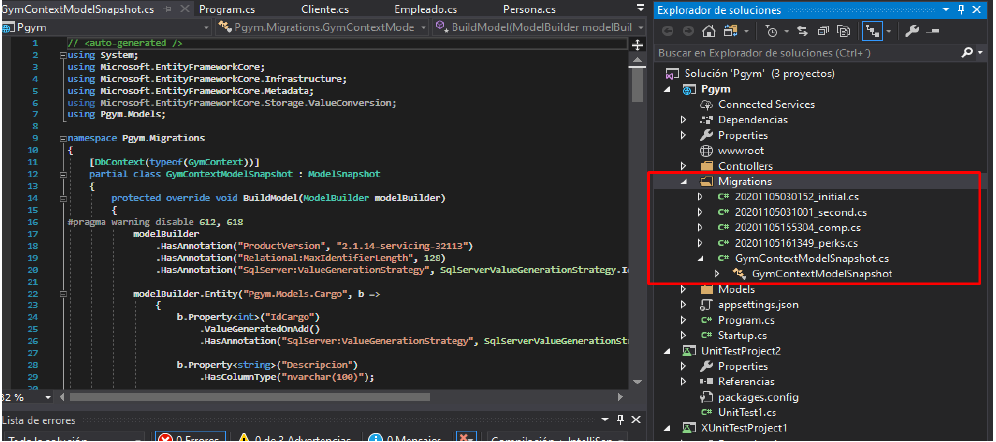 GymContextModelSnapshot.cs
Program.cs
Cliente.cs
Empleado.cs
Persona.cs
Pgym
Pgym.Migrations.GymContextMode
BuildModel(ModelBuilder modelBuil
1 // <auto-generated />
2 using System;
3 using Microsoft.EntityFrameworkCore;
4 using Microsoft.EntityFrameworkCore.Infrastructure;
5 using Microsoft.EntityFrameworkCore.Metadata;
6 using Microsoft.EntityFrameworkCore.Storage.ValueConversion;
7 using Pgym.Models;
8
9 namespace Pgym.Migrations
10 {
11 [DbContext(typeof(GymContext))]
12 partial class GymContextModelSnapshot : ModelSnapshot
13 {
14 protected override void BuildModel(ModelBuilder modelBuilder)
15 {
16 #pragma warning disable 612, 618
17 modelBuilder
18 .HasAnnotation("ProductVersion", "2.1.14-servicing-32113")
19 .HasAnnotation("Relational:MaxIdentifierLength", 128)
20 .HasAnnotation("SqlServer:ValueGenerationStrategy", SqlServerValueGenerationStrategy.I
21
22 modelBuilder.Entity("Pgym.Models.Cargo", b =>
23 {
24 b.Property<int>("IdCargo")
25 .ValueGeneratedOnAdd()
26 .HasAnnotation("SqlServer:ValueGenerationStrategy", SqlServerValueGenerationStr
27
28 b.Property<string>("Descripcion")
29 .HasColumnType("nvarchar(100)");
32 %
Lista de errores
Toda la solución
0 Errores
0 de 3 Advertencias
0 Mensajes
Compilación + IntelliSen
Explorador de soluciones
Buscar en Explorador de soluciones (Ctrl+´)
Solución 'Pgym' (3 proyectos)
Pgym
Connected Services
Dependencias
Properties
wwwroot
Controllers
Migrations
20201105030152_initial.cs
20201105031001_second.cs
20201105155304_comp.cs
20201105161349_perks.cs
GymContextModelSnapshot.cs
GymContextModelSnapshot
Models
appsettings.json
Program.cs
Startup.cs
UnitTestProject2
Properties
Referencias
packages.config
UnitTest1.cs
XUnitTestProject1